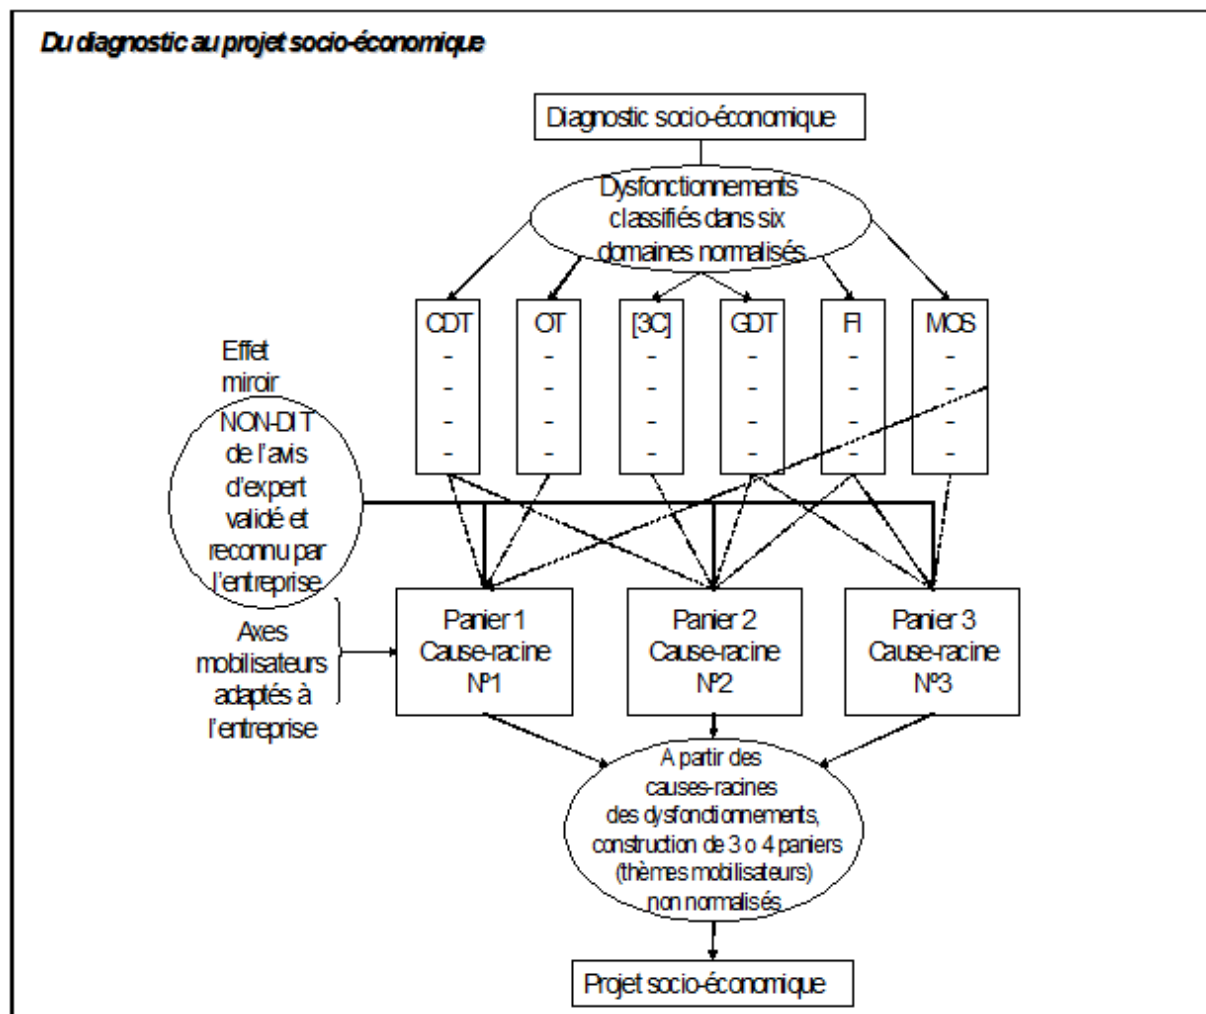 Du diagnostic au projet socio-économique
Diagnostic socio-économique
Dysfonctionnements
classifiés dans six
domaines normalisés
CDT
-
-
-
-
OT
-
-
-
-
[3C]
-
-
-
-
GDT
-
-
-
-
FI
-
-
-
-
MOS
-
-
-
-
Effet
miroir
NON-DIT
de l'avis
d'expert
validé et
reconnu par
l'entreprise
Axes
mobilisateurs
adaptés à
l'entreprise
Panier 1
Cause-racine
Nº1
Panier 2
Cause-racine
Nº2
Panier 3
Cause-racine
Nº3
A partir des
causes-racines
des dysfonctionnements,
construction de 3 o 4 paniers
(thèmes mobilisateurs)
non normalisés
Projet socio-économique